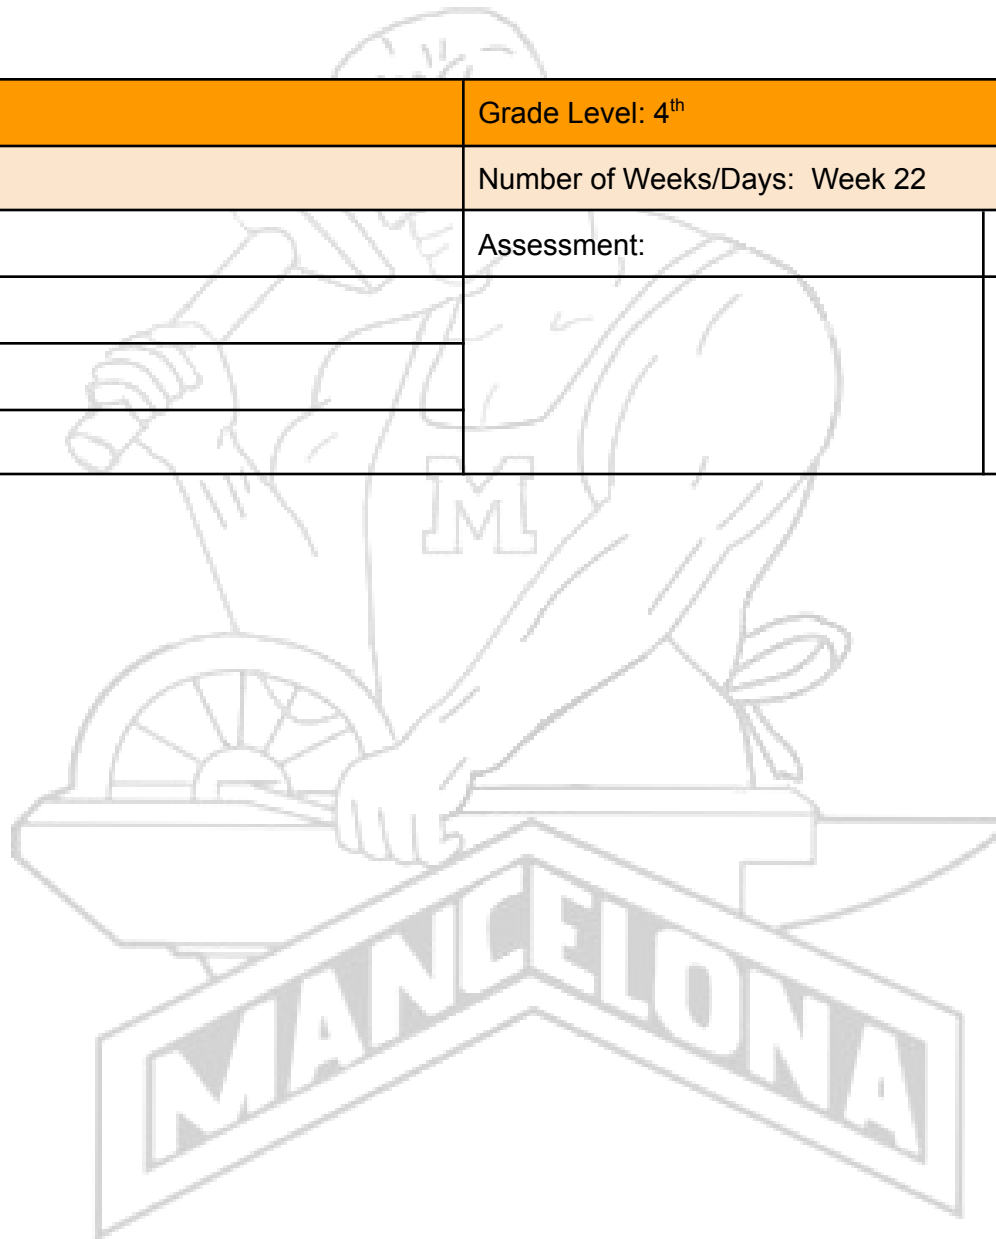 Grade Level: 4th
Number of Weeks/Days: Week 22
Assessment:
M
MANCELONA